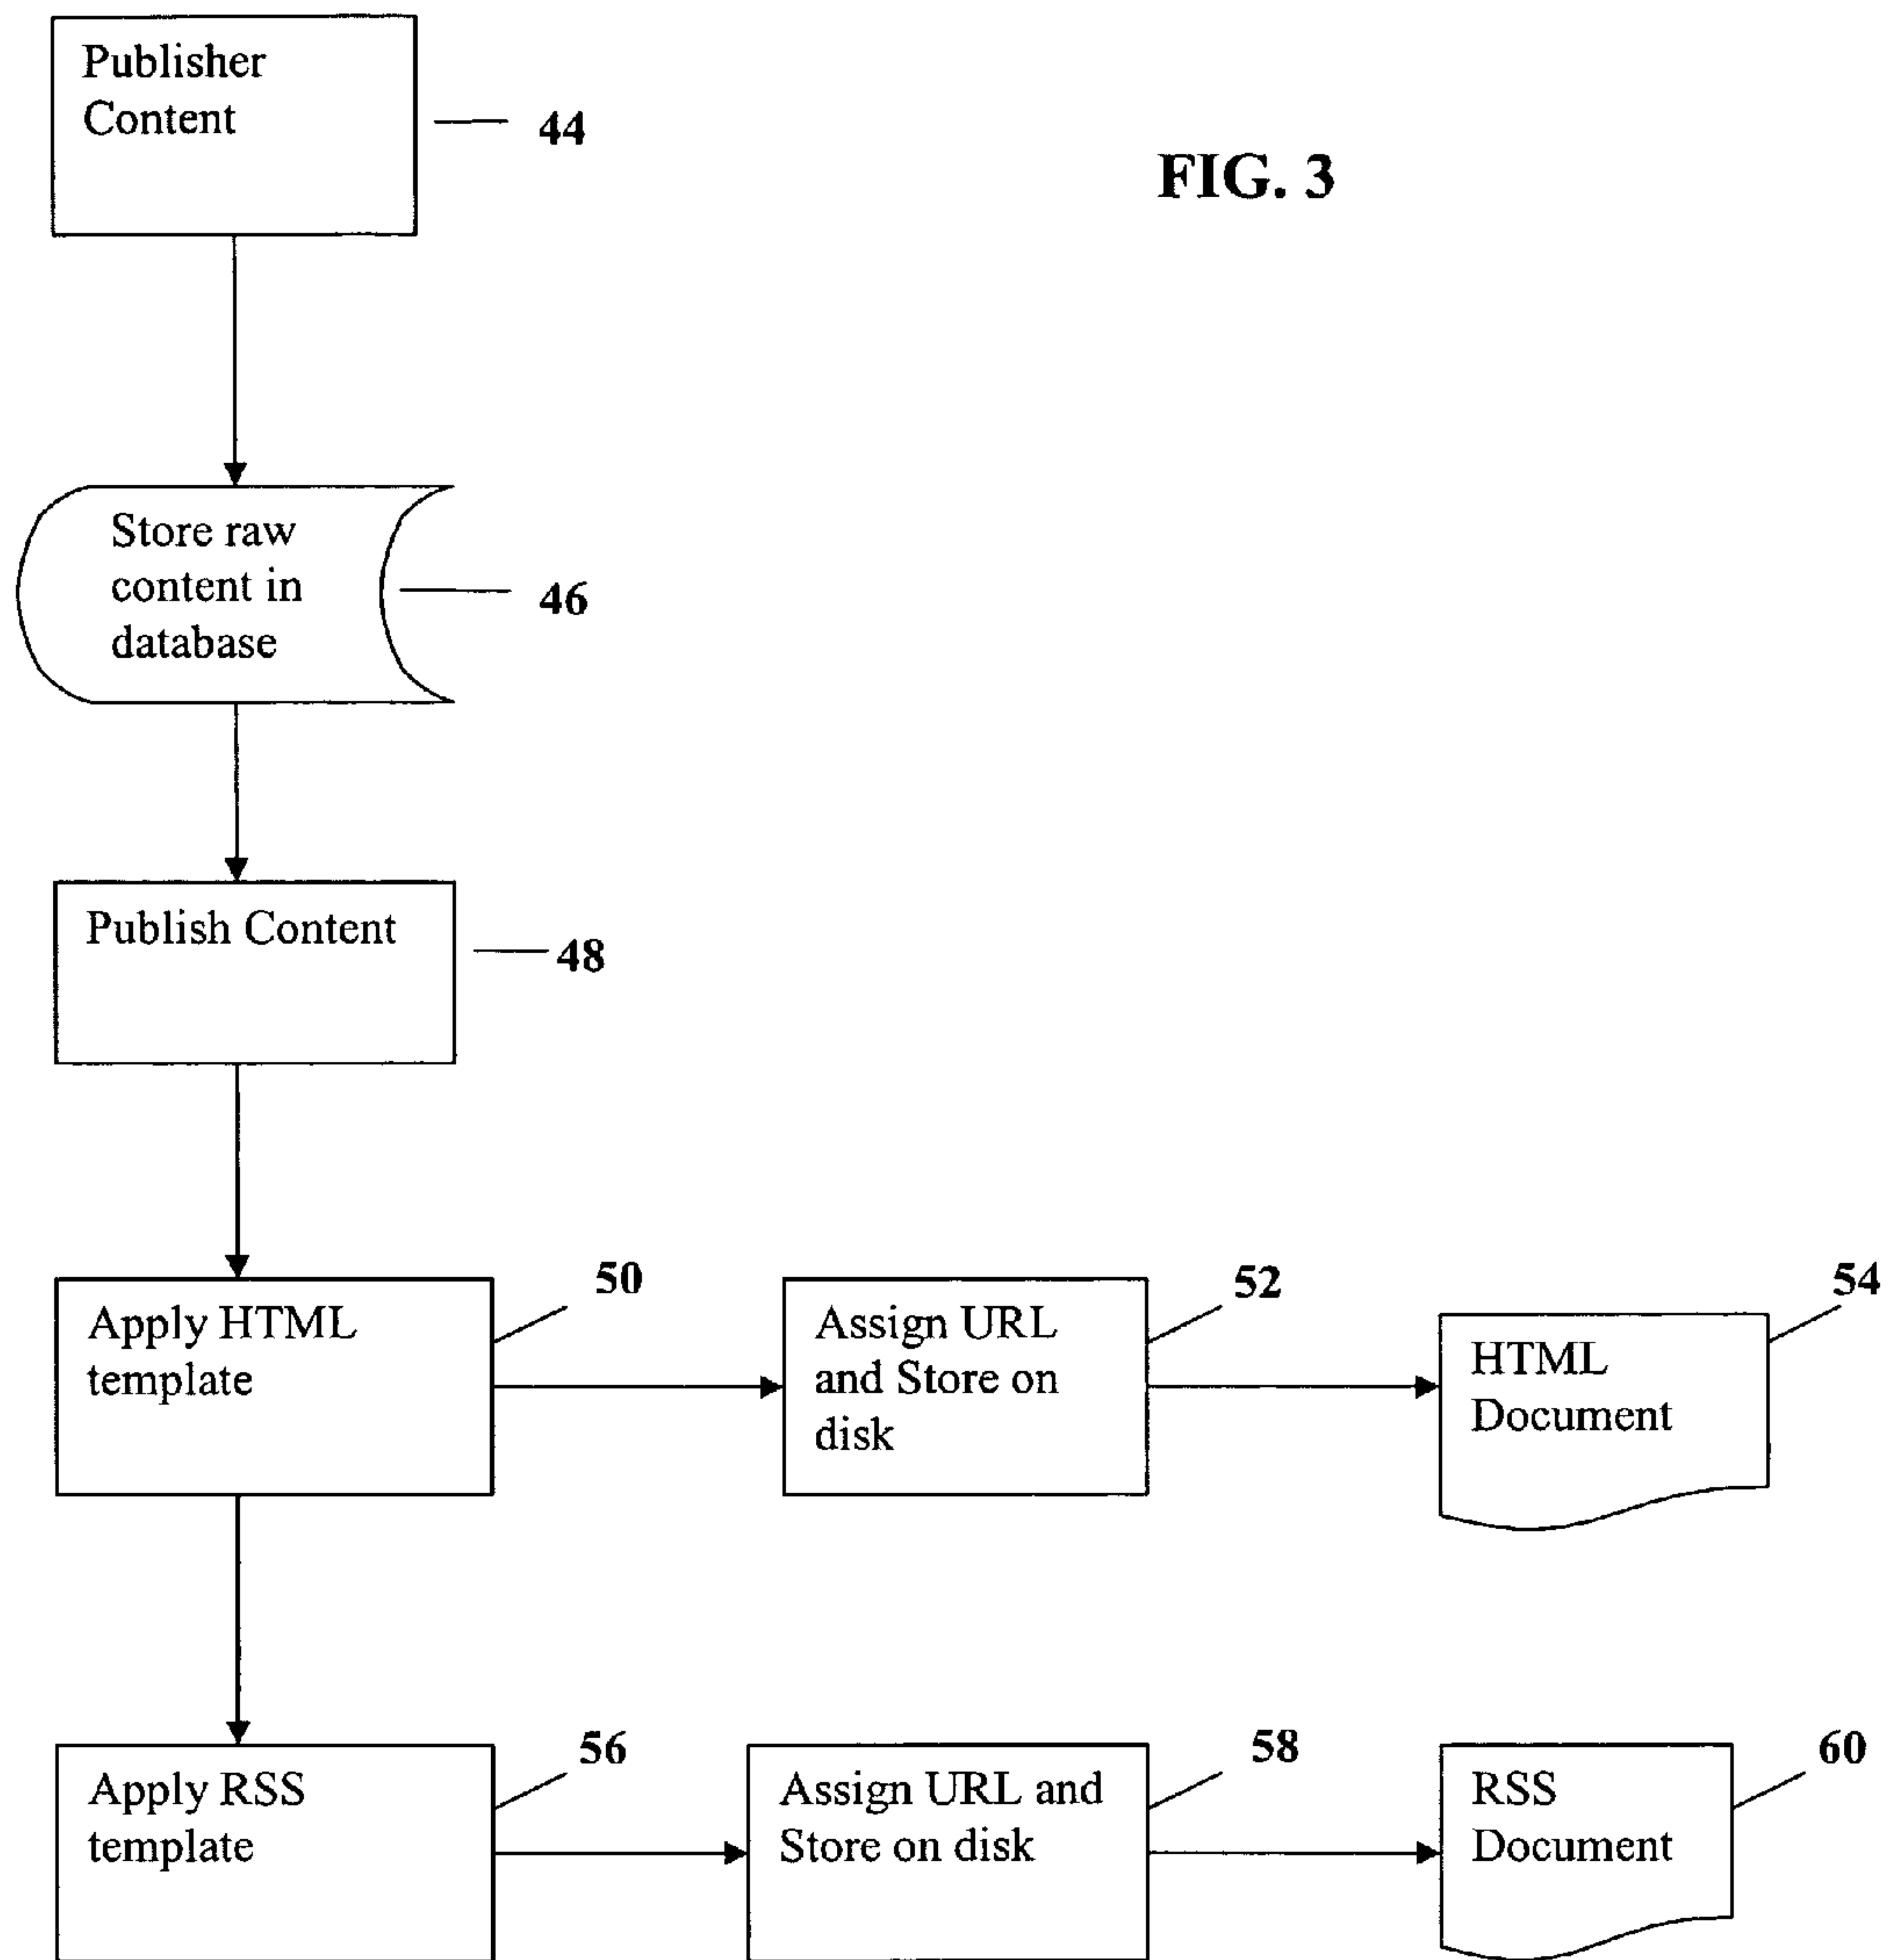 Publisher
Content
44
FIG. 3
Store raw
content in
database
46
Publish Content
48
Apply HTML
template
50
Assign URL
and Store on
disk
52
HTML
Document
54
Apply RSS
template
56
Assign URL and
Store on disk
58
RSS
Document
60